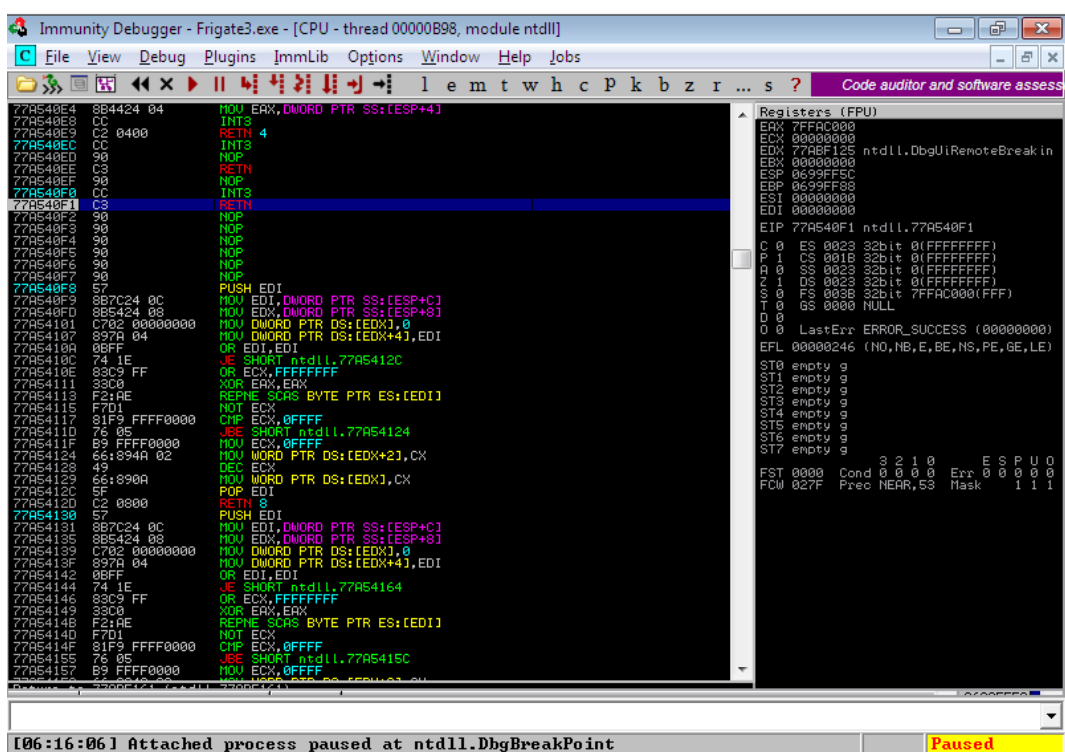 Immunity Debugger - Frigate3.exe - [CPU - thread 00000B98, module ntdll]
C File View Debug Plugins ImmLib Options Window Help Jobs
l e m t w h c P k b z r ... s ? Code auditor and software assess
77A540E4 8B4424 04 MOV EAX,DWORD PTR SS:[ESP+4]
77A540E8 CC INT3
77A540E9 C2 0400 RETN 4
77A540EC CC INT3
77A540ED 90 NOP
77A540EE C3 RETN
77A540EF 90 NOP
77A540F0 CC INT3
77A540F1 C3 RETN
77A540F2 90 NOP
77A540F3 90 NOP
77A540F4 90 NOP
77A540F5 90 NOP
77A540F6 90 NOP
77A540F7 90 NOP
77A540F8 57 PUSH EDI
77A540F9 8B7C24 0C MOV EDI,DWORD PTR SS:[ESP+C]
77A540FD 8B5424 08 MOV EDX,DWORD PTR SS:[ESP+8]
77A54101 C702 00000000 MOV DWORD PTR DS:[EDX],0
77A54107 897A 04 MOV DWORD PTR DS:[EDX+4],EDI
77A5410A 0BFF OR EDI,EDI
77A5410C 74 1E JE SHORT ntdll.77A5412C
77A5410E 83C9 FF OR ECX,FFFFFFFF
77A54111 33C0 XOR EAX,EAX
77A54113 F2:AE REPNE SCAS BYTE PTR ES:[EDI]
77A54115 F7D1 NOT ECX
77A54117 81F9 FFFF0000 CMP ECX,0FFFF
77A5411D 76 05 JBE SHORT ntdll.77A54124
77A5411F B9 FFFF0000 MOV ECX,0FFFF
77A54124 66:894A 02 MOV WORD PTR DS:[EDX+2],CX
77A54128 49 DEC ECX
77A54129 66:890A MOV WORD PTR DS:[EDX],CX
77A5412C 5F POP EDI
77A5412D C2 0800 RETN 8
77A54130 57 PUSH EDI
77A54131 8B7C24 0C MOV EDI,DWORD PTR SS:[ESP+C]
77A54135 8B5424 08 MOV EDX,DWORD PTR SS:[ESP+8]
77A54139 C702 00000000 MOV DWORD PTR DS:[EDX],0
77A5413F 897A 04 MOV DWORD PTR DS:[EDX+4],EDI
77A54142 0BFF OR EDI,EDI
77A54144 74 1E JE SHORT ntdll.77A54164
77A54146 83C9 FF OR ECX,FFFFFFFF
77A54149 33C0 XOR EAX,EAX
77A5414B F2:AE REPNE SCAS BYTE PTR ES:[EDI]
77A5414D F7D1 NOT ECX
77A5414F 81F9 FFFF0000 CMP ECX,0FFFF
77A54155 76 05 JBE SHORT ntdll.77A5415C
77A54157 B9 FFFF0000 MOV ECX,0FFFF
Registers (FPU)
EAX 7FFAC000
ECX 00000000
EDX 77ABF125 ntdll.DbgUiRemoteBreakin
EBX 00000000
ESP 0699FF5C
EBP 0699FF88
ESI 00000000
EDI 00000000
EIP 77A540F1 ntdll.77A540F1
C 0 ES 0023 32bit 0(FFFFFFFF)
P 1 CS 001B 32bit 0(FFFFFFFF)
A 0 SS 0023 32bit 0(FFFFFFFF)
Z 1 DS 0023 32bit 0(FFFFFFFF)
S 0 FS 003B 32bit 7FFAC000(FFF)
T 0 GS 0000 NULL
D 0
O 0 LastErr ERROR_SUCCESS (00000000)
EFL 00000246 (NO,NB,E,BE,NS,PE,GE,LE)
ST0 empty g
ST1 empty g
ST2 empty g
ST3 empty g
ST4 empty g
ST5 empty g
ST6 empty g
ST7 empty g
3 2 1 0 E S P U O
FST 0000 Cond 0 0 0 0 Err 0 0 0 0 0
FCW 027F Prec NEAR,53 Mask 1 1 1
[06:16:06] Attached process paused at ntdll.DbgBreakPoint
Paused